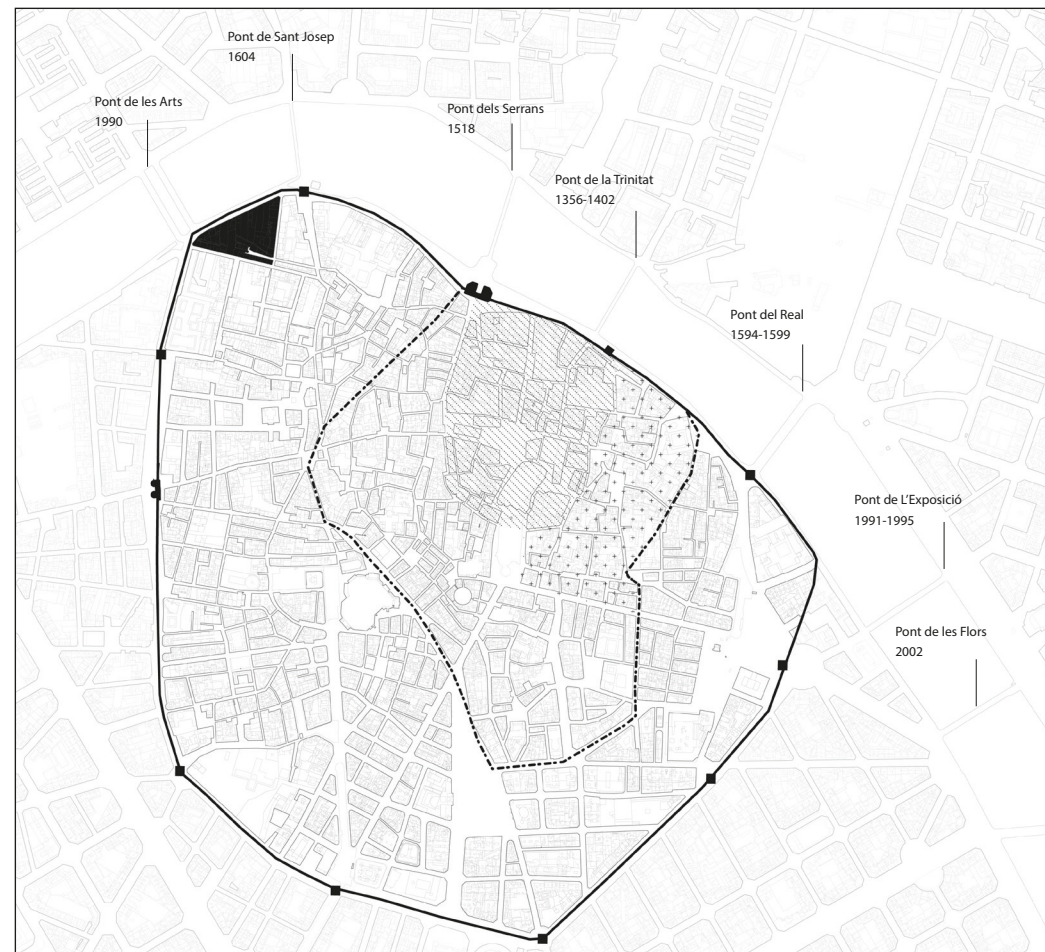 Pont de Sant Josep
1604
Pont de les Arts
1990
Pont dels Serrans
1518
Pont de la Trinitat
1356-1402
Pont del Real
1594-1599
Pont de L'Exposició
1991-1995
Pont de les Flors
2002